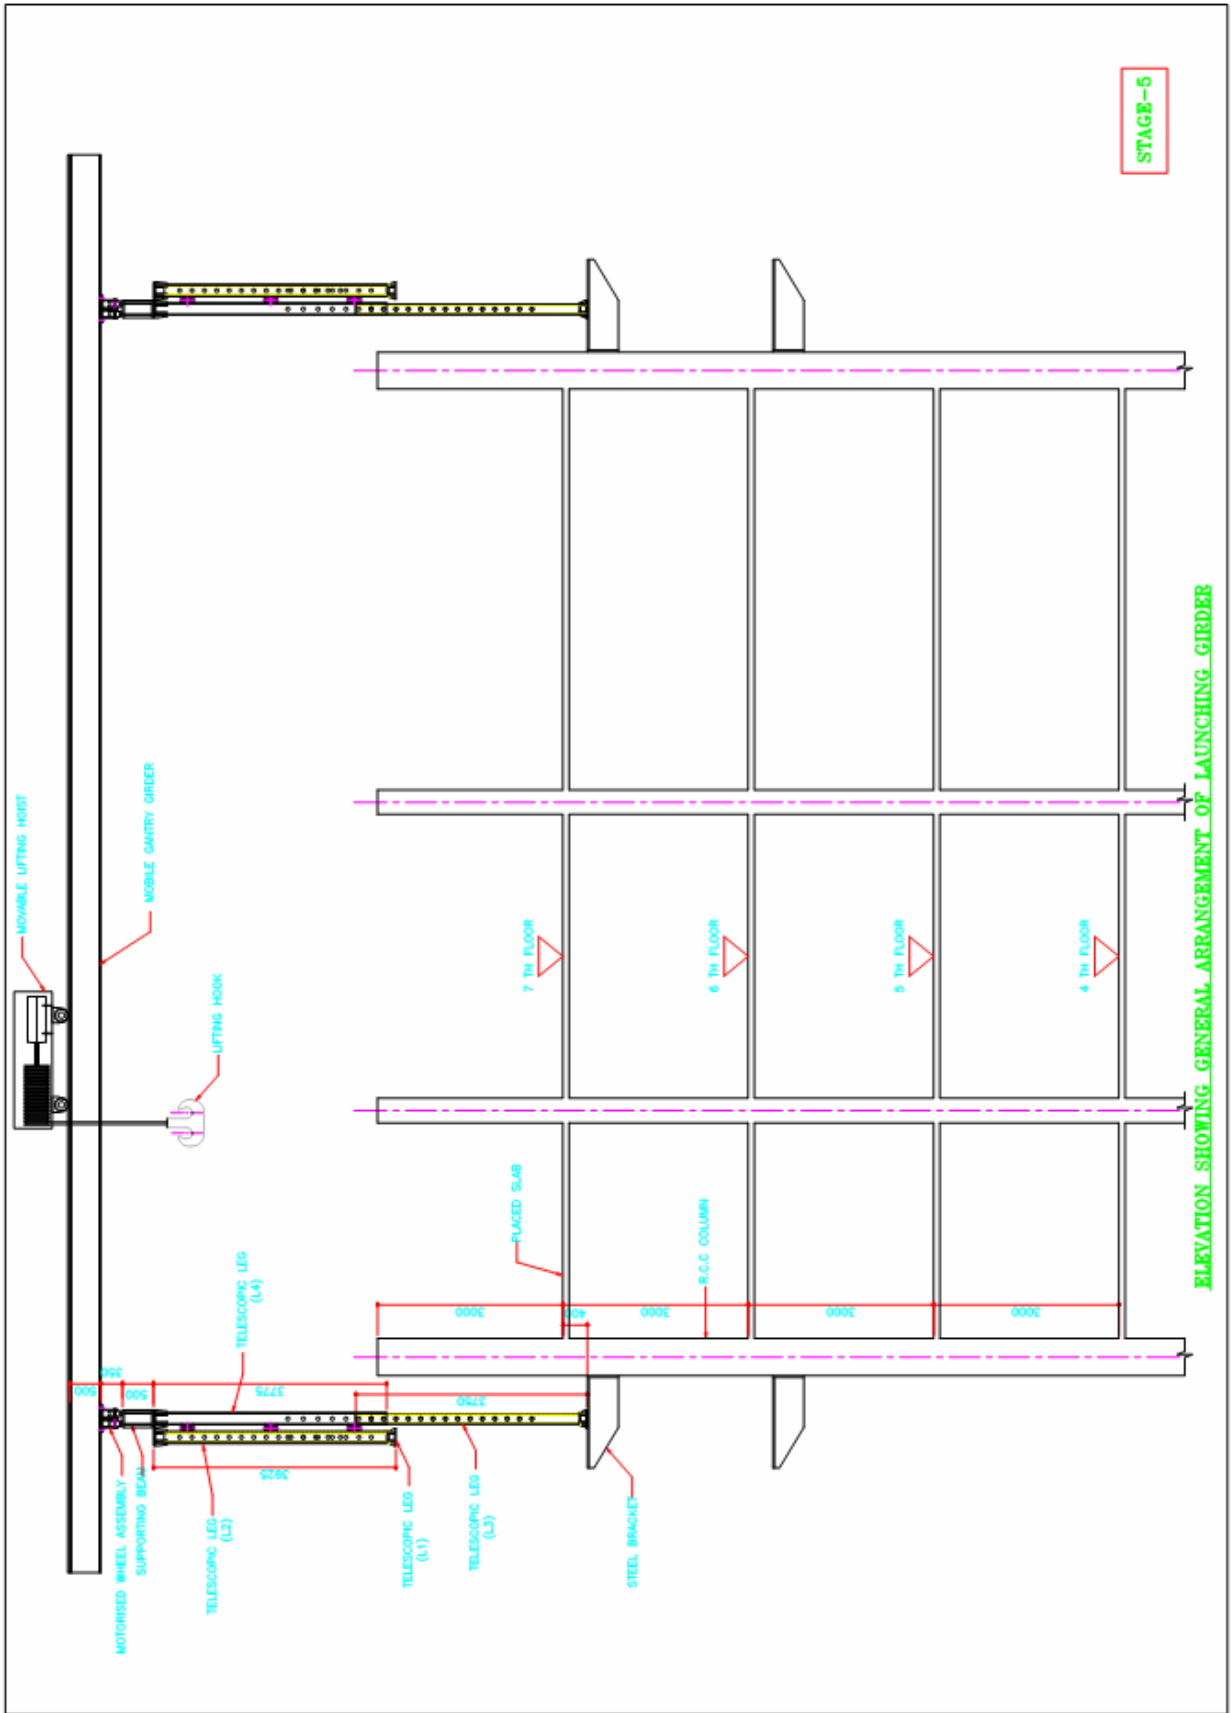 STAGE-5
MOVABLE LIFTING HOIST
MOBILE GANTRY GIRDER
LIFTING HOOK
TELESCOPIC LEG
(L4)
MOTORISED WHEEL ASSEMBLY
SUPPORTING BEAM
TELESCOPIC LEG
(L2)
TELESCOPIC LEG
(L1)
TELESCOPIC LEG
(L3)
STEEL BRACKET
PLACED SLAB
R.C.C COLUMN
7 TH FLOOR
6 TH FLOOR
5 TH FLOOR
4 TH FLOOR
500
350
500
3775
3750
3925
3000
400
3000
3000
3000
ELEVATION SHOWING GENERAL ARRANGEMENT OF LAUNCHING GIRDER